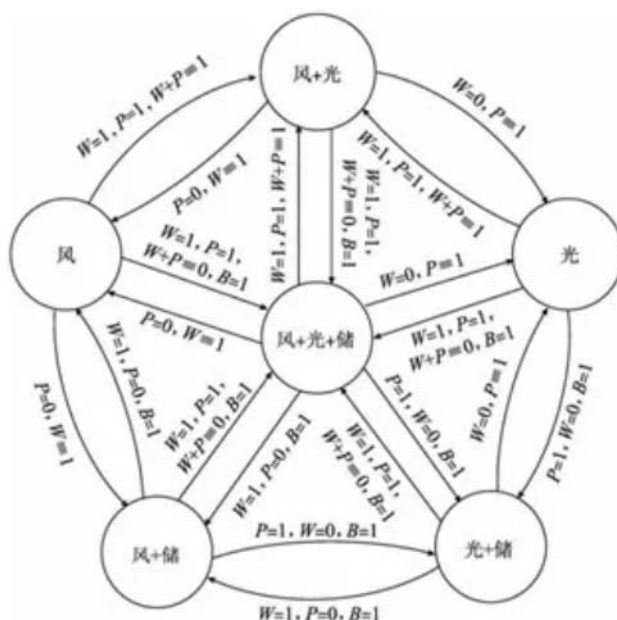 风+光
W=1, P=1, W+P≡1
P=0, W≡1
W=1, P=1, W+P≡1
W=1, P=1,
W+P≡0, B=1
W=1, P=1, W+P≡1
W=0, P≡1
风
光
W=1, P=1,
W+P≡0, B=1
P=0, W≡1
W=0, P≡1
W=1, P=1,
W+P≡0, B=1
风+光+储
P=0, W≡1
W=1, P=0, B=1
W=1, P=1,
W+P≡0, B=1
W=1, P=0, B=1
W=1, P=1,
W+P≡0, B=1
P=1, W=0, B=1
W=0, P≡1
P=1, W=0, B=1
风+储
P=1, W=0, B=1
光+储
W=1, P=0, B=1